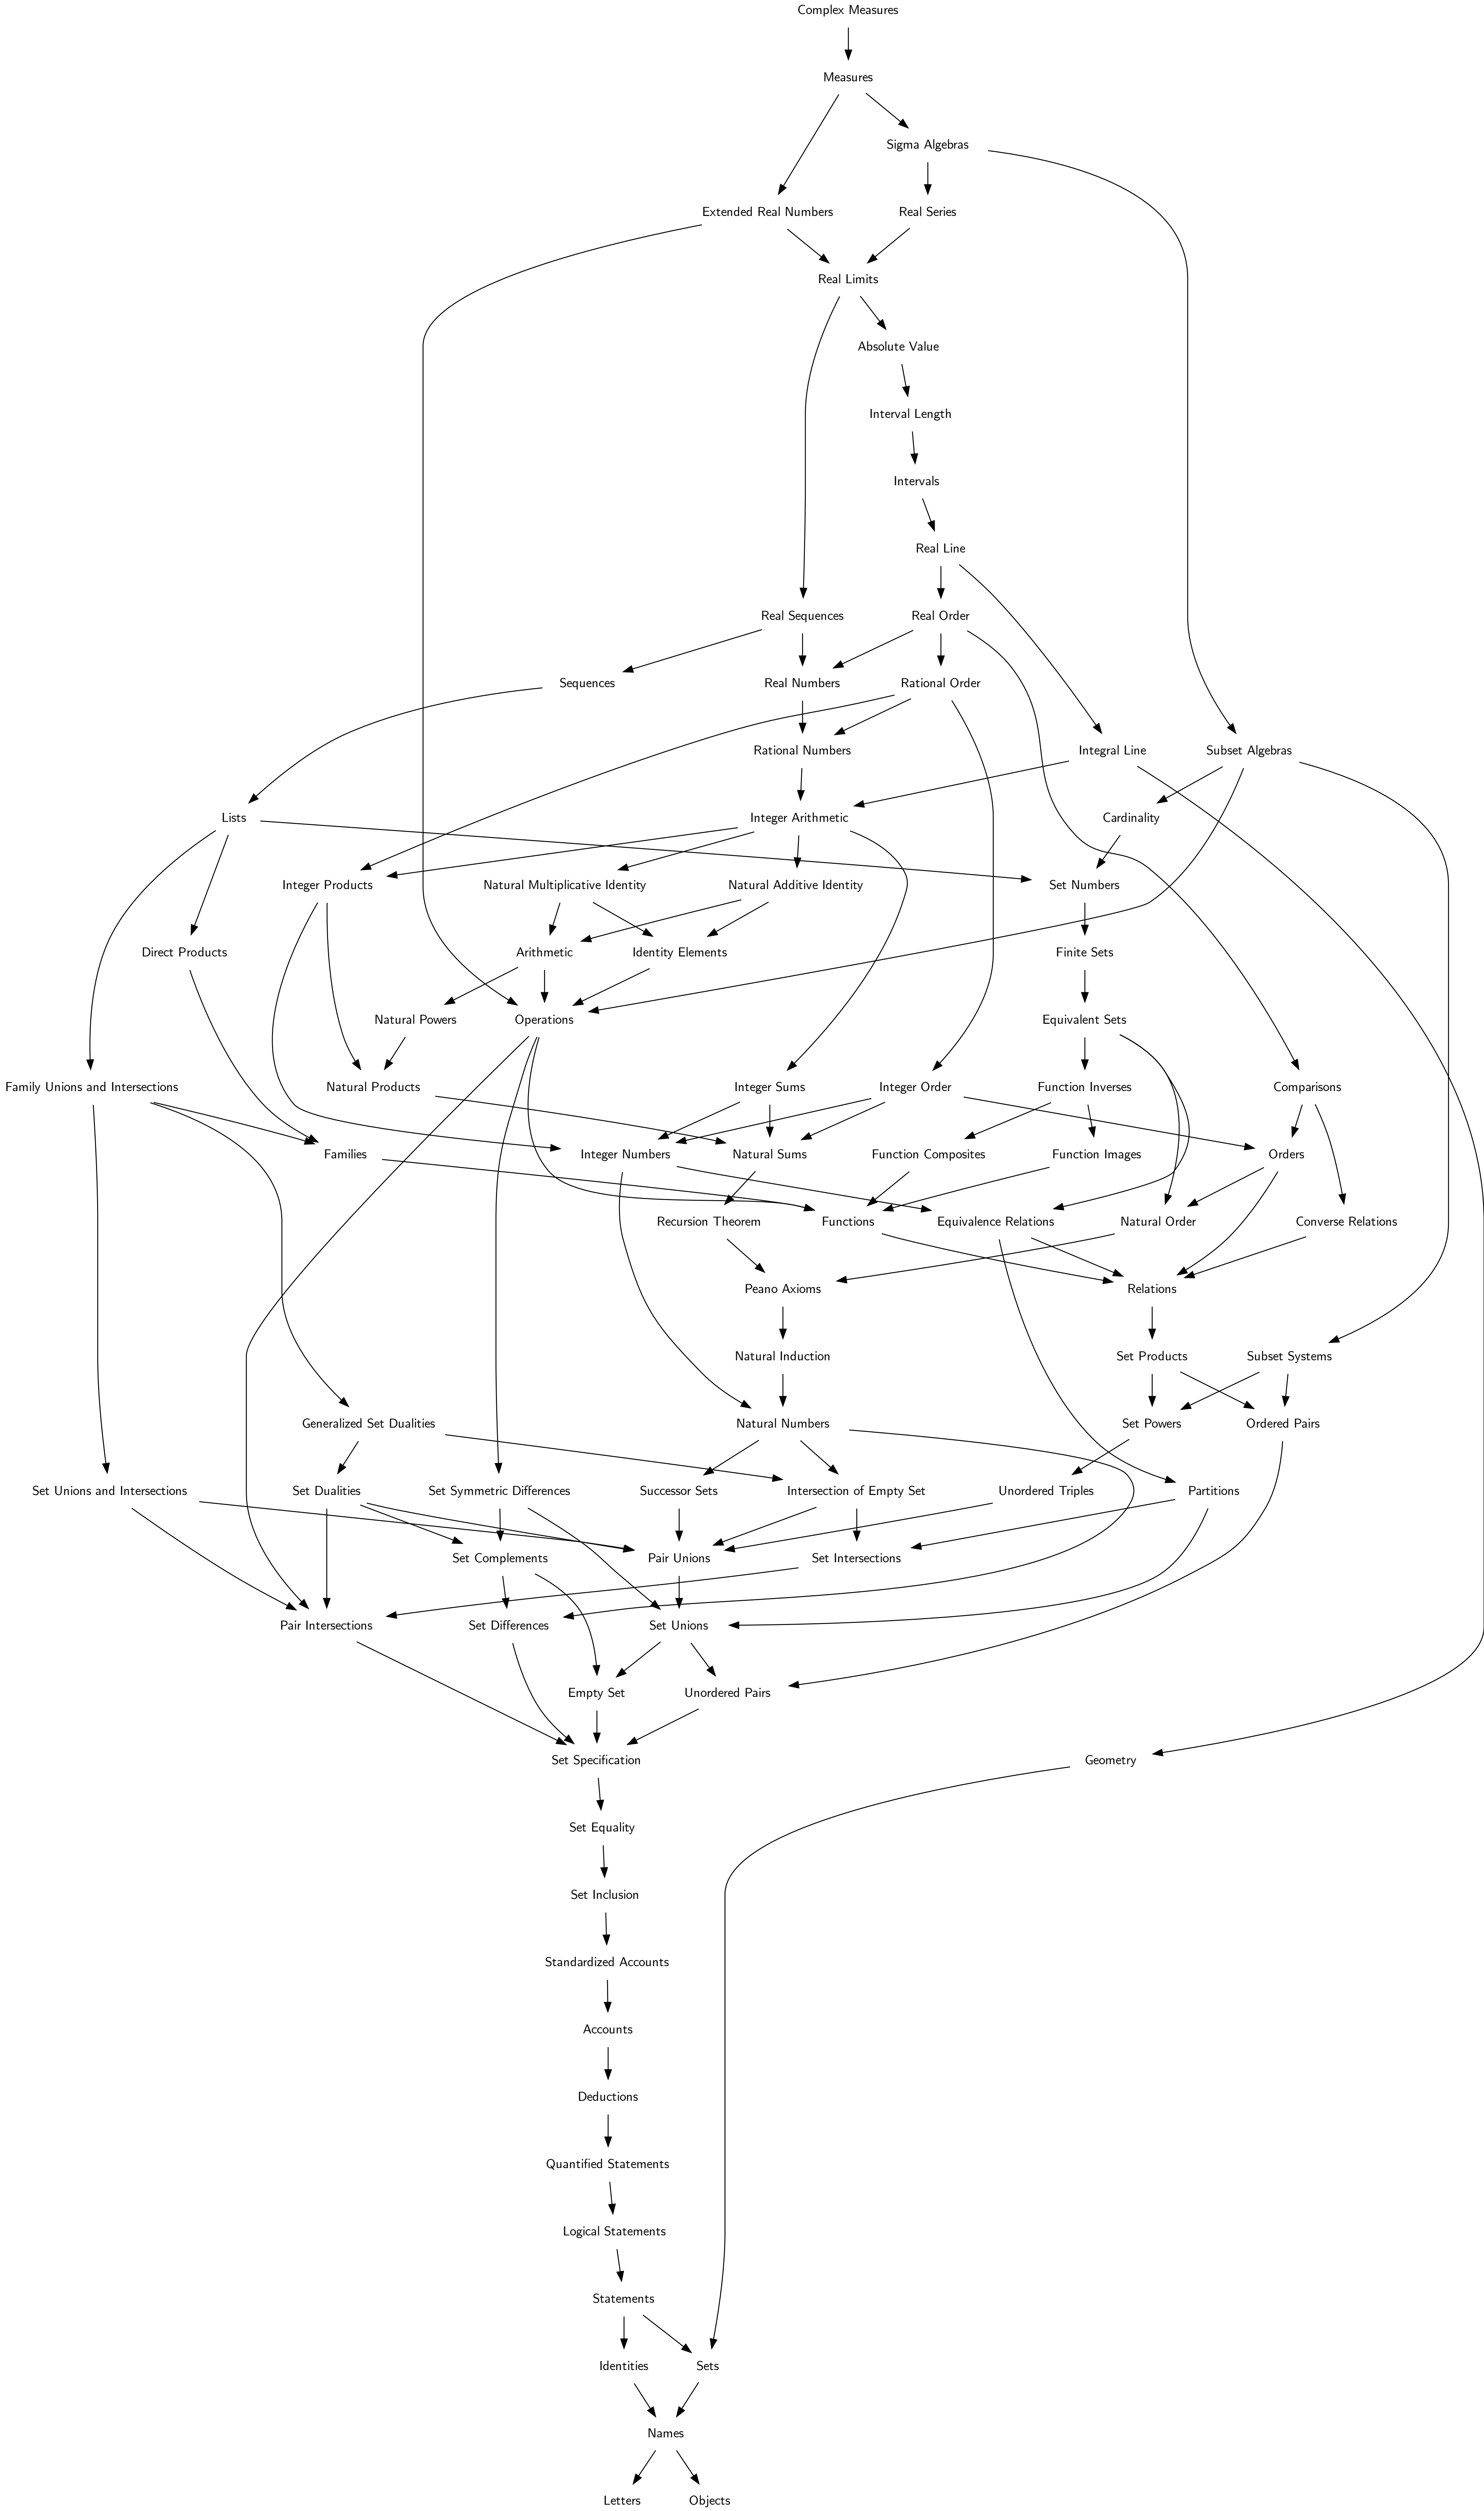 Complex Measures
Measures
Sigma Algebras
Extended Real Numbers
Real Series
Real Limits
Absolute Value
Interval Length
Intervals
Real Line
Real Sequences
Real Order
Sequences
Real Numbers
Rational Order
Rational Numbers
Integral Line
Subset Algebras
Lists
Integer Arithmetic
Cardinality
Integer Products
Natural Multiplicative Identity
Natural Additive Identity
Set Numbers
Direct Products
Arithmetic
Identity Elements
Finite Sets
Natural Powers
Operations
Equivalent Sets
Family Unions and Intersections
Natural Products
Integer Sums
Integer Order
Function Inverses
Comparisons
Families
Integer Numbers
Natural Sums
Function Composites
Function Images
Orders
Recursion Theorem
Functions
Equivalence Relations
Natural Order
Converse Relations
Peano Axioms
Relations
Natural Induction
Set Products
Subset Systems
Generalized Set Dualities
Natural Numbers
Set Powers
Ordered Pairs
Set Unions and Intersections
Set Dualities
Set Symmetric Differences
Successor Sets
Intersection of Empty Set
Unordered Triples
Partitions
Set Complements
Pair Unions
Set Intersections
Pair Intersections
Set Differences
Set Unions
Empty Set
Unordered Pairs
Set Specification
Geometry
Set Equality
Set Inclusion
Standardized Accounts
Accounts
Deductions
Quantified Statements
Logical Statements
Statements
Identities
Sets
Names
Letters
Objects